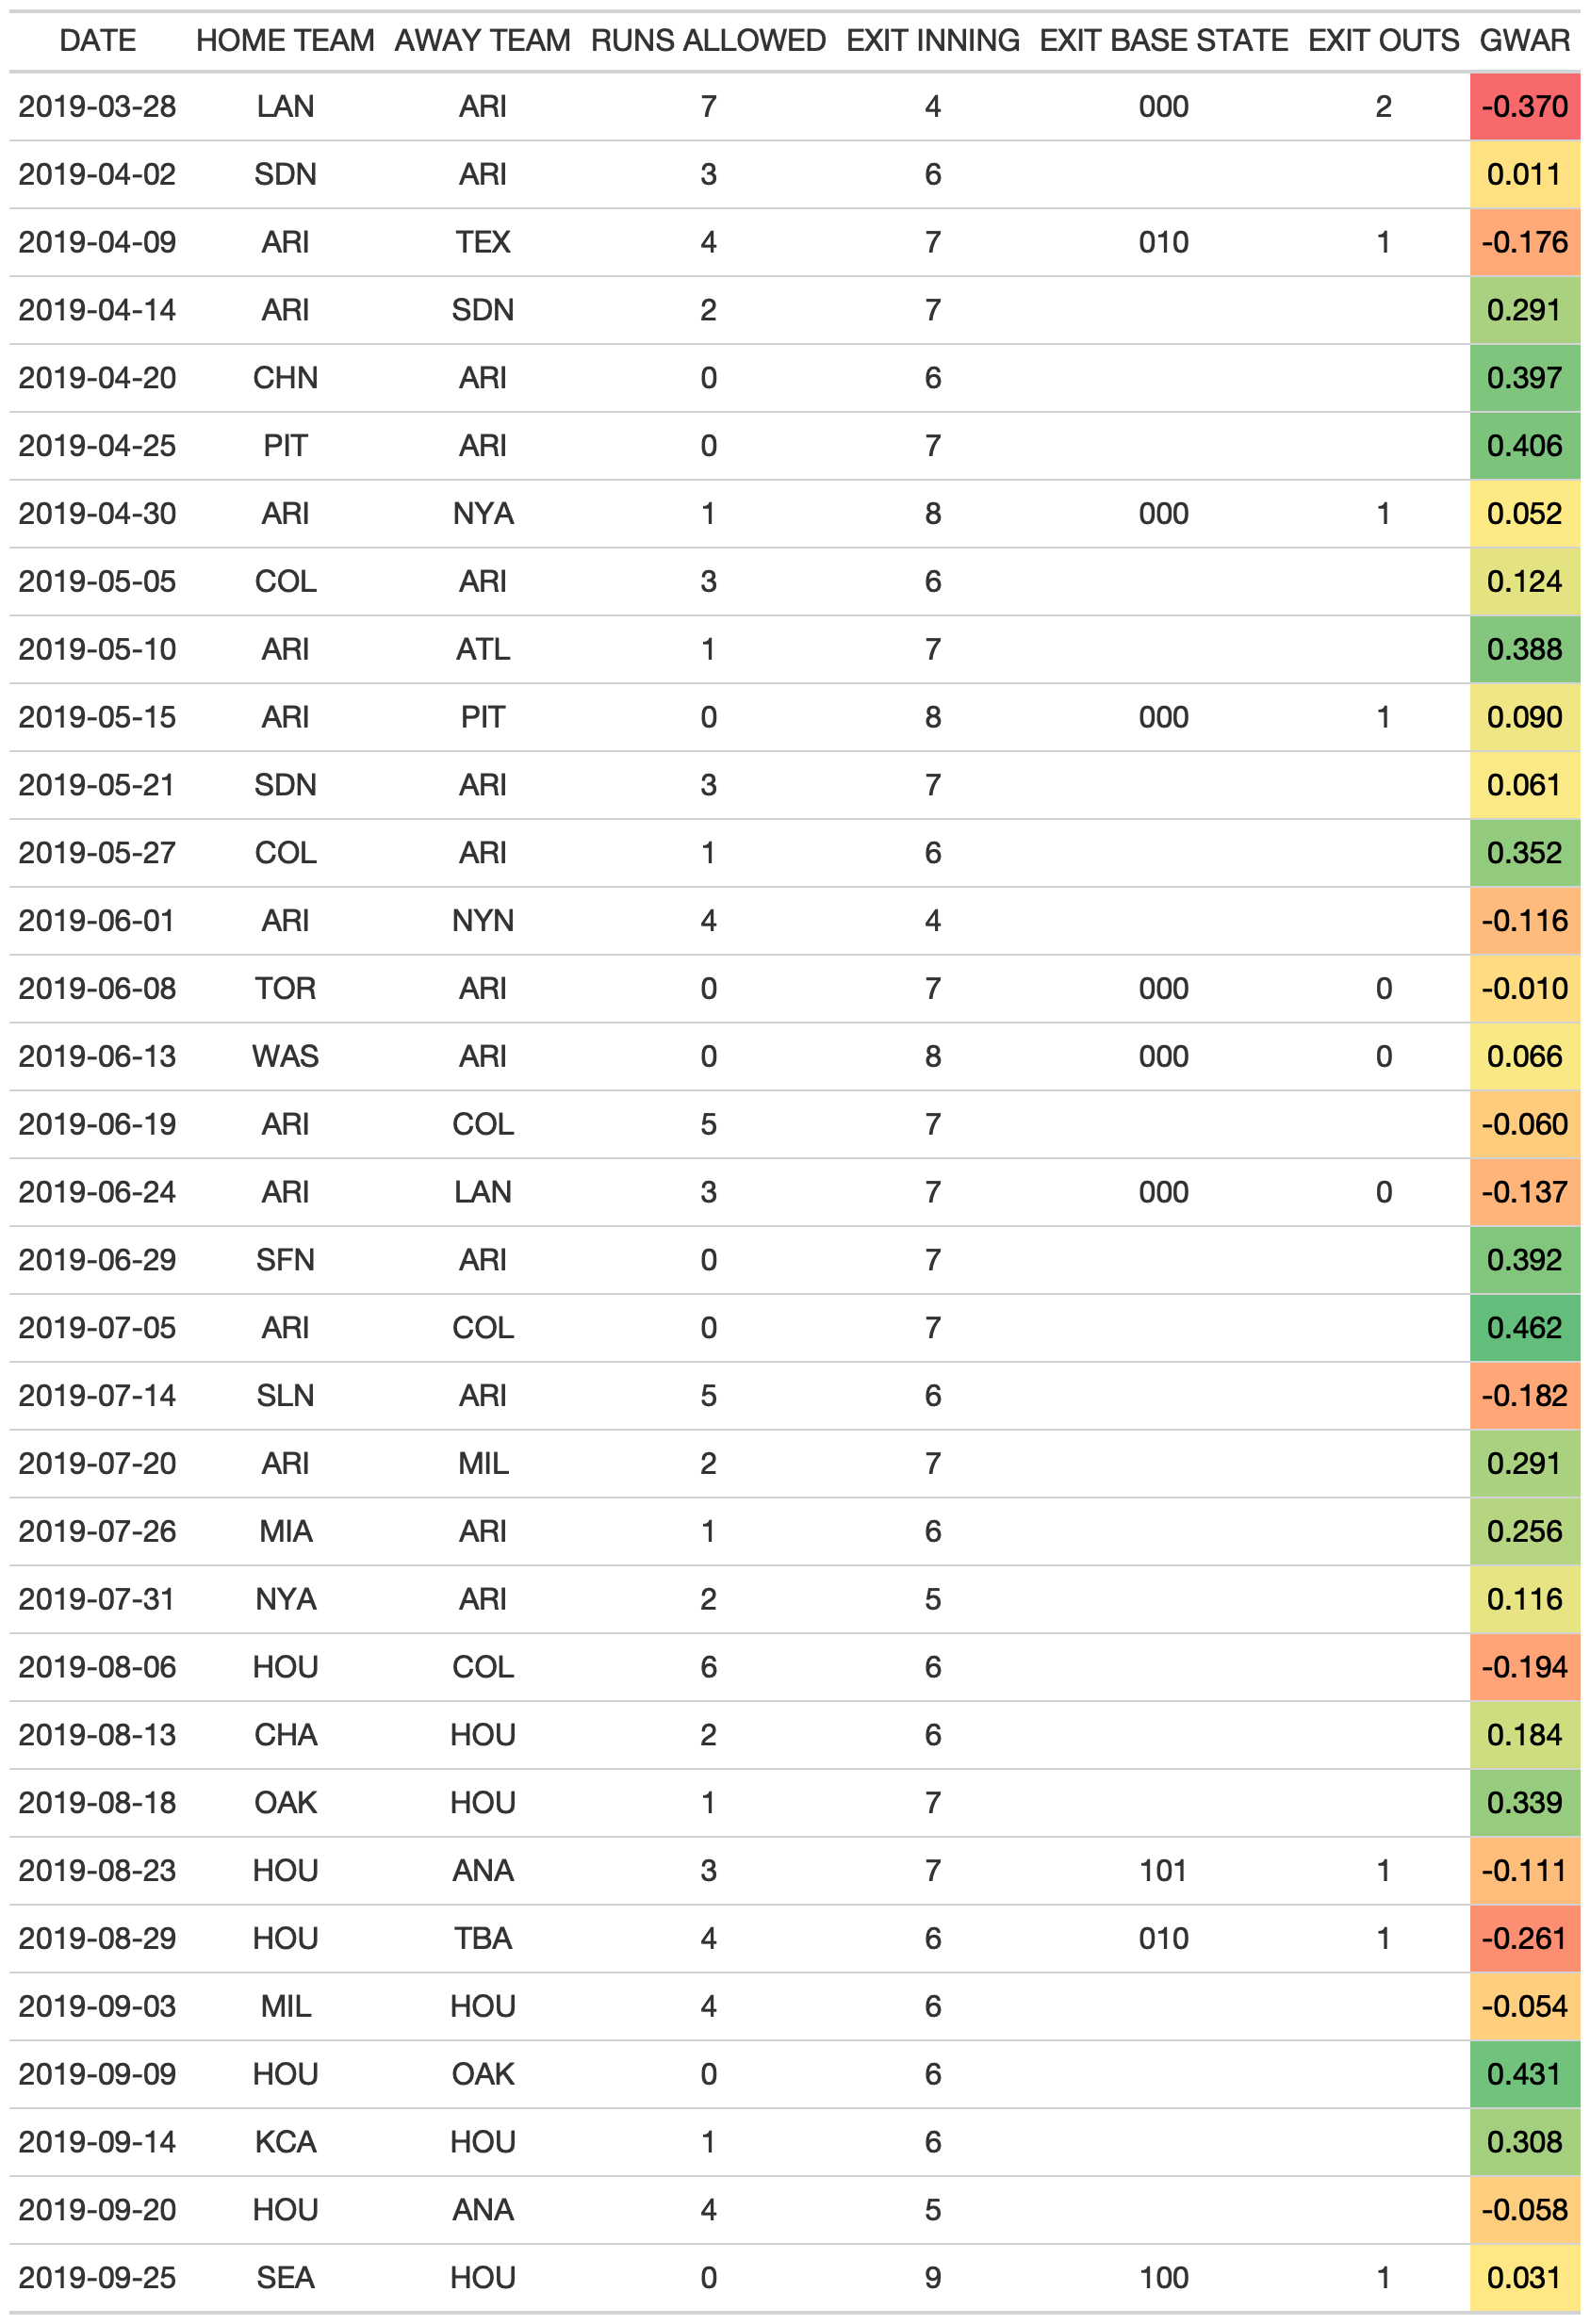 DATE HOME TEAM AWAY TEAM RUNS ALLOWED EXIT INNING EXIT BASE STATE EXIT OUTS GWAR
2019-03-28 LAN ARI 7 4 000 2 -0.370
2019-04-02 SDN ARI 3 6 0.011
2019-04-09 ARI TEX 4 7 010 1 -0.176
2019-04-14 ARI SDN 2 7 0.291
2019-04-20 CHN ARI 0 6 0.397
2019-04-25 PIT ARI 0 7 0.406
2019-04-30 ARI NYA 1 8 000 1 0.052
2019-05-05 COL ARI 3 6 0.124
2019-05-10 ARI ATL 1 7 0.388
2019-05-15 ARI PIT 0 8 000 1 0.090
2019-05-21 SDN ARI 3 7 0.061
2019-05-27 COL ARI 1 6 0.352
2019-06-01 ARI NYN 4 4 -0.116
2019-06-08 TOR ARI 0 7 000 0 -0.010
2019-06-13 WAS ARI 0 8 000 0 0.066
2019-06-19 ARI COL 5 7 -0.060
2019-06-24 ARI LAN 3 7 000 0 -0.137
2019-06-29 SFN ARI 0 7 0.392
2019-07-05 ARI COL 0 7 0.462
2019-07-14 SLN ARI 5 6 -0.182
2019-07-20 ARI MIL 2 7 0.291
2019-07-26 MIA ARI 1 6 0.256
2019-07-31 NYA ARI 2 5 0.116
2019-08-06 HOU COL 6 6 -0.194
2019-08-13 CHA HOU 2 6 0.184
2019-08-18 OAK HOU 1 7 0.339
2019-08-23 HOU ANA 3 7 101 1 -0.111
2019-08-29 HOU TBA 4 6 010 1 -0.261
2019-09-03 MIL HOU 4 6 -0.054
2019-09-09 HOU OAK 0 6 0.431
2019-09-14 KCA HOU 1 6 0.308
2019-09-20 HOU ANA 4 5 -0.058
2019-09-25 SEA HOU 0 9 100 1 0.031